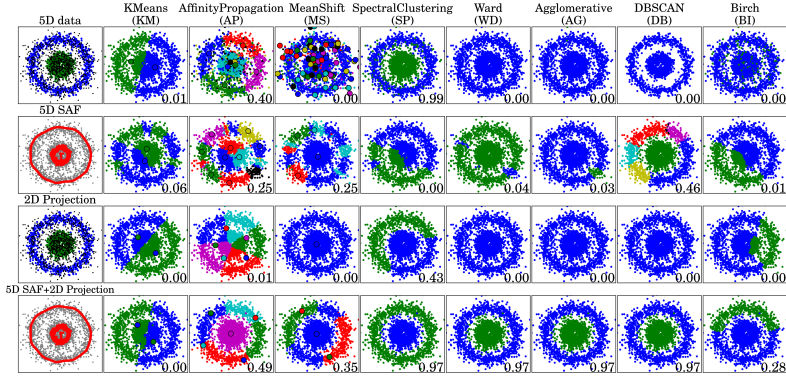 5D data
KMeans
(KM)
AffinityPropagation
(AP)
MeanShift
(MS)
SpectralClustering
(SP)
Ward
(WD)
Agglomerative
(AG)
DBSCAN
(DB)
Birch
(BI)
0.01 0.40 0.00 0.99 0.00 0.00 0.00 0.00
5D SAF
0.06 0.25 0.25 0.00 0.04 0.03 0.46 0.01
2D Projection
0.00 0.01 0.00 0.43 0.00 0.00 0.00 0.00
5D SAF+2D Projection
0.00 0.49 0.35 0.97 0.97 0.97 0.97 0.28